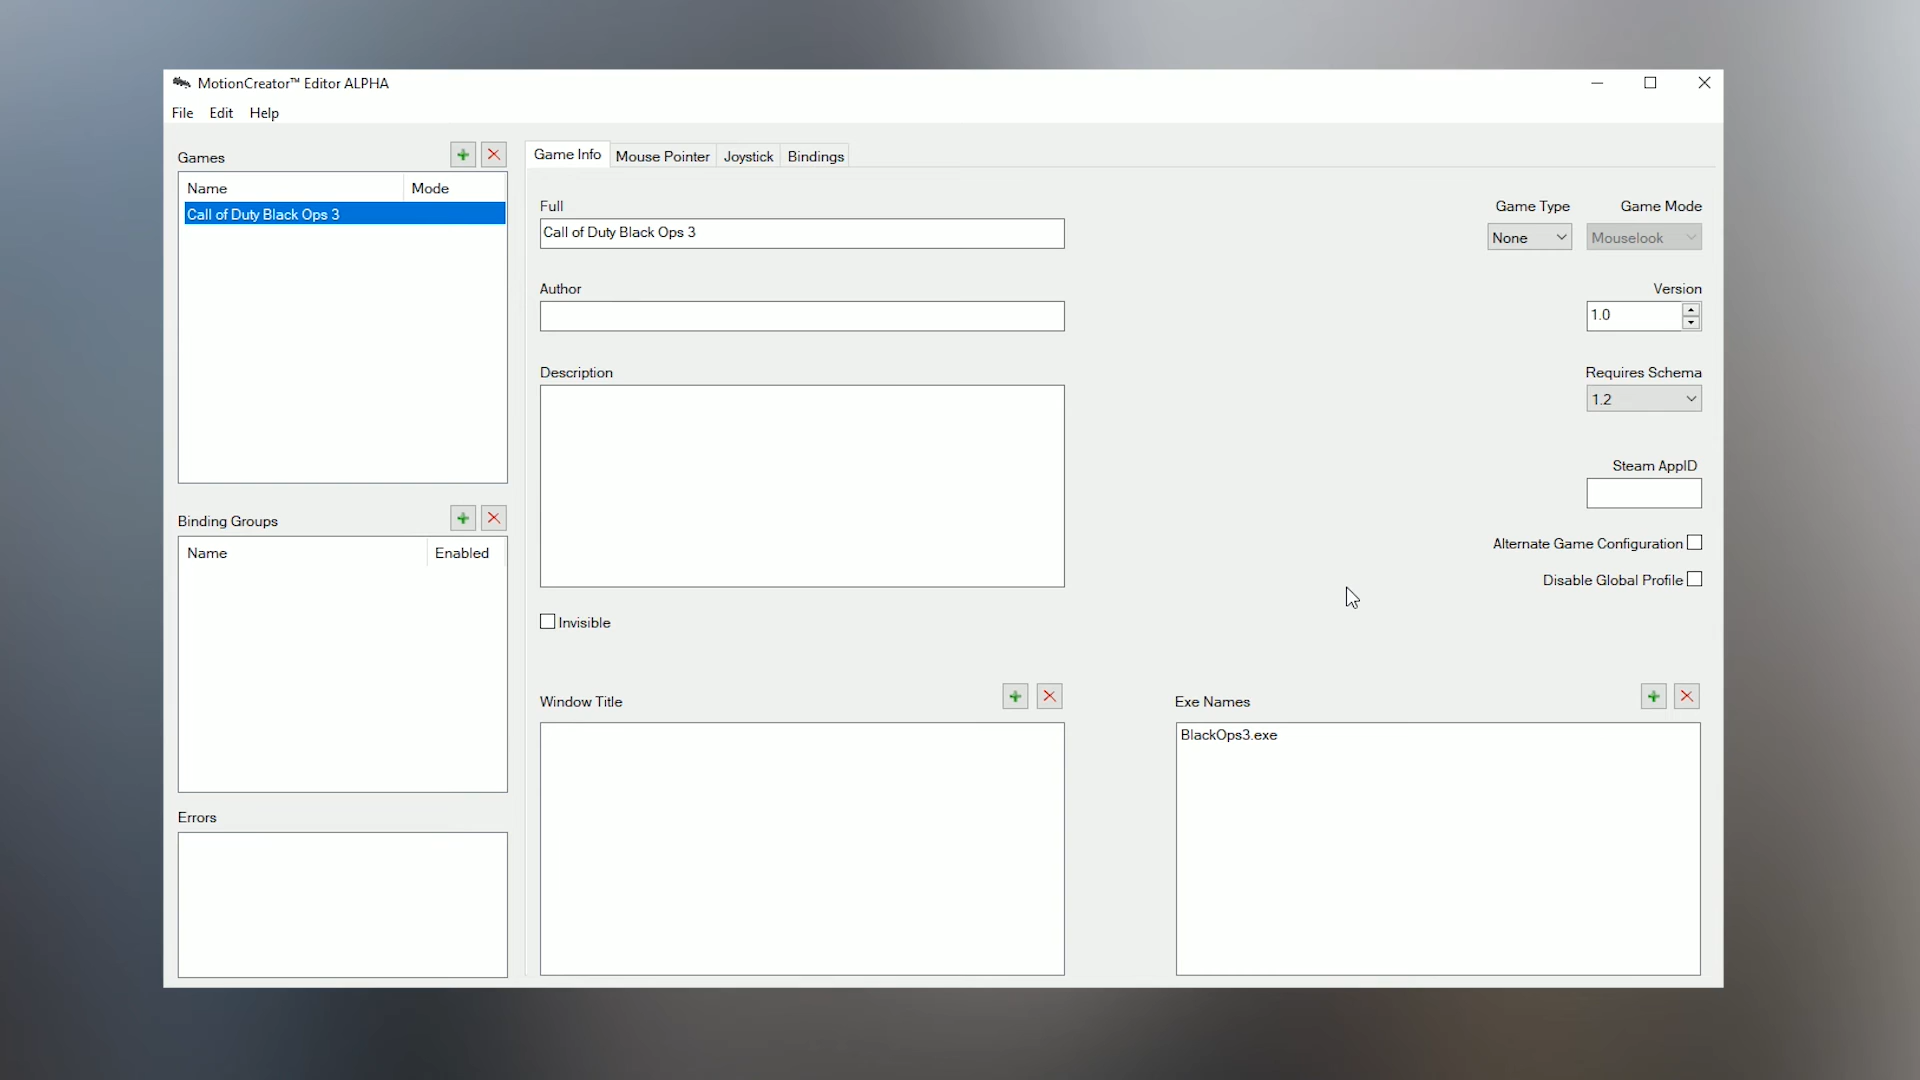 MotionCreator™ Editor ALPHA
File Edit Help
Games
Name Mode
Call of Duty Black Ops 3
Binding Groups
Name Enabled
Errors
Game Info Mouse Pointer Joystick Bindings
Full
Call of Duty Black Ops 3
Author
Description
Invisible
Window Title
Game Type Game Mode
None Mouselook
Version
1.0
Requires Schema
1.2
Steam AppID
Alternate Game Configuration
Disable Global Profile
Exe Names
BlackOps3.exe